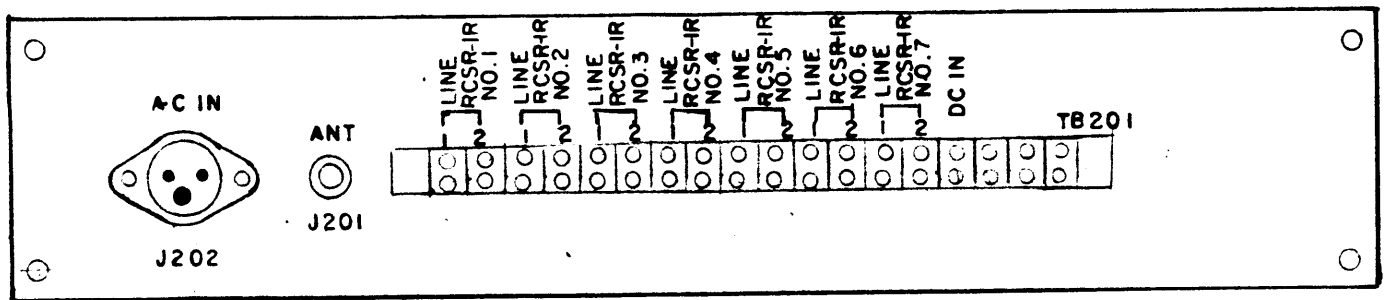 A-C IN
J202
ANT
J201
LINE
RCSR-IR
NO.1
1 2
LINE
RCSR-IR
NO.2
1 2
LINE
RCSR-IR
NO.3
1 2
LINE
RCSR-IR
NO.4
1 2
LINE
RCSR-IR
NO.5
1 2
LINE
RCSR-IR
NO.6
1 2
LINE
RCSR-IR
NO.7
1 2
DC IN
TB201